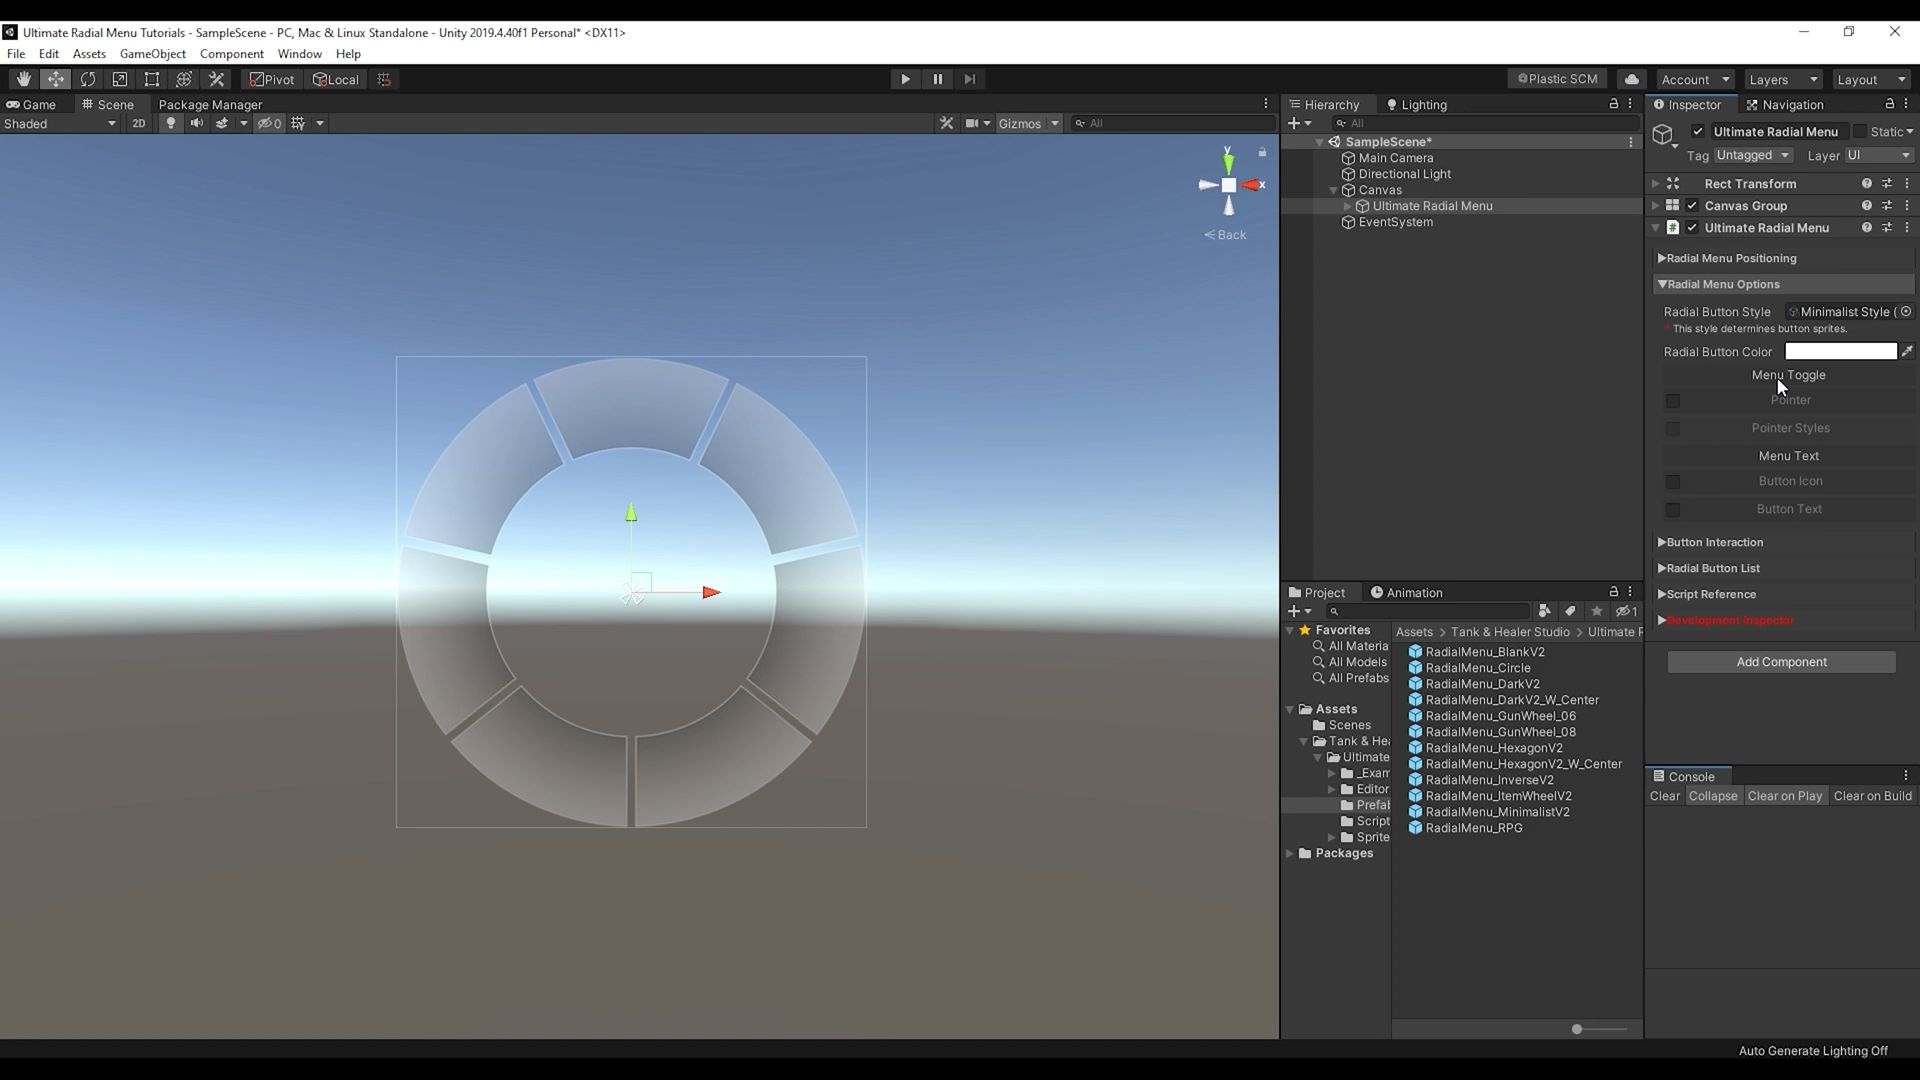 Ultimate Radial Menu Tutorials - SampleScene - PC, Mac & Linux Standalone - Unity 2019.4.40f1 Personal* <DX11>
File Edit Assets GameObject Component Window Help
Pivot Local Plastic SCM Account Layers Layout
Game Scene Package Manager
Shaded 2D 0 Gizmos All
y
x
Back
Hierarchy Lighting
All
SampleScene*
Main Camera
Directional Light
Canvas
Ultimate Radial Menu
EventSystem
Project Animation
1
Favorites
All Materia
All Models
All Prefabs
Assets
Scenes
Tank & Hea
Ultimate
_Exam
Editor
Prefab
Script
Sprite
Packages
Assets > Tank & Healer Studio > Ultimate R
RadialMenu_BlankV2
RadialMenu_Circle
RadialMenu_DarkV2
RadialMenu_DarkV2_W_Center
RadialMenu_GunWheel_06
RadialMenu_GunWheel_08
RadialMenu_HexagonV2
RadialMenu_HexagonV2_W_Center
RadialMenu_InverseV2
RadialMenu_ItemWheelV2
RadialMenu_MinimalistV2
RadialMenu_RPG
Inspector Navigation
Ultimate Radial Menu Static
Tag Untagged Layer UI
Rect Transform
Canvas Group
Ultimate Radial Menu
Radial Menu Positioning
Radial Menu Options
Radial Button Style Minimalist Style (
* This style determines button sprites.
Radial Button Color
Menu Toggle
Pointer
Pointer Styles
Menu Text
Button Icon
Button Text
Button Interaction
Radial Button List
Script Reference
Development Inspector
Add Component
Console
Clear Collapse Clear on Play Clear on Build
Auto Generate Lighting Off